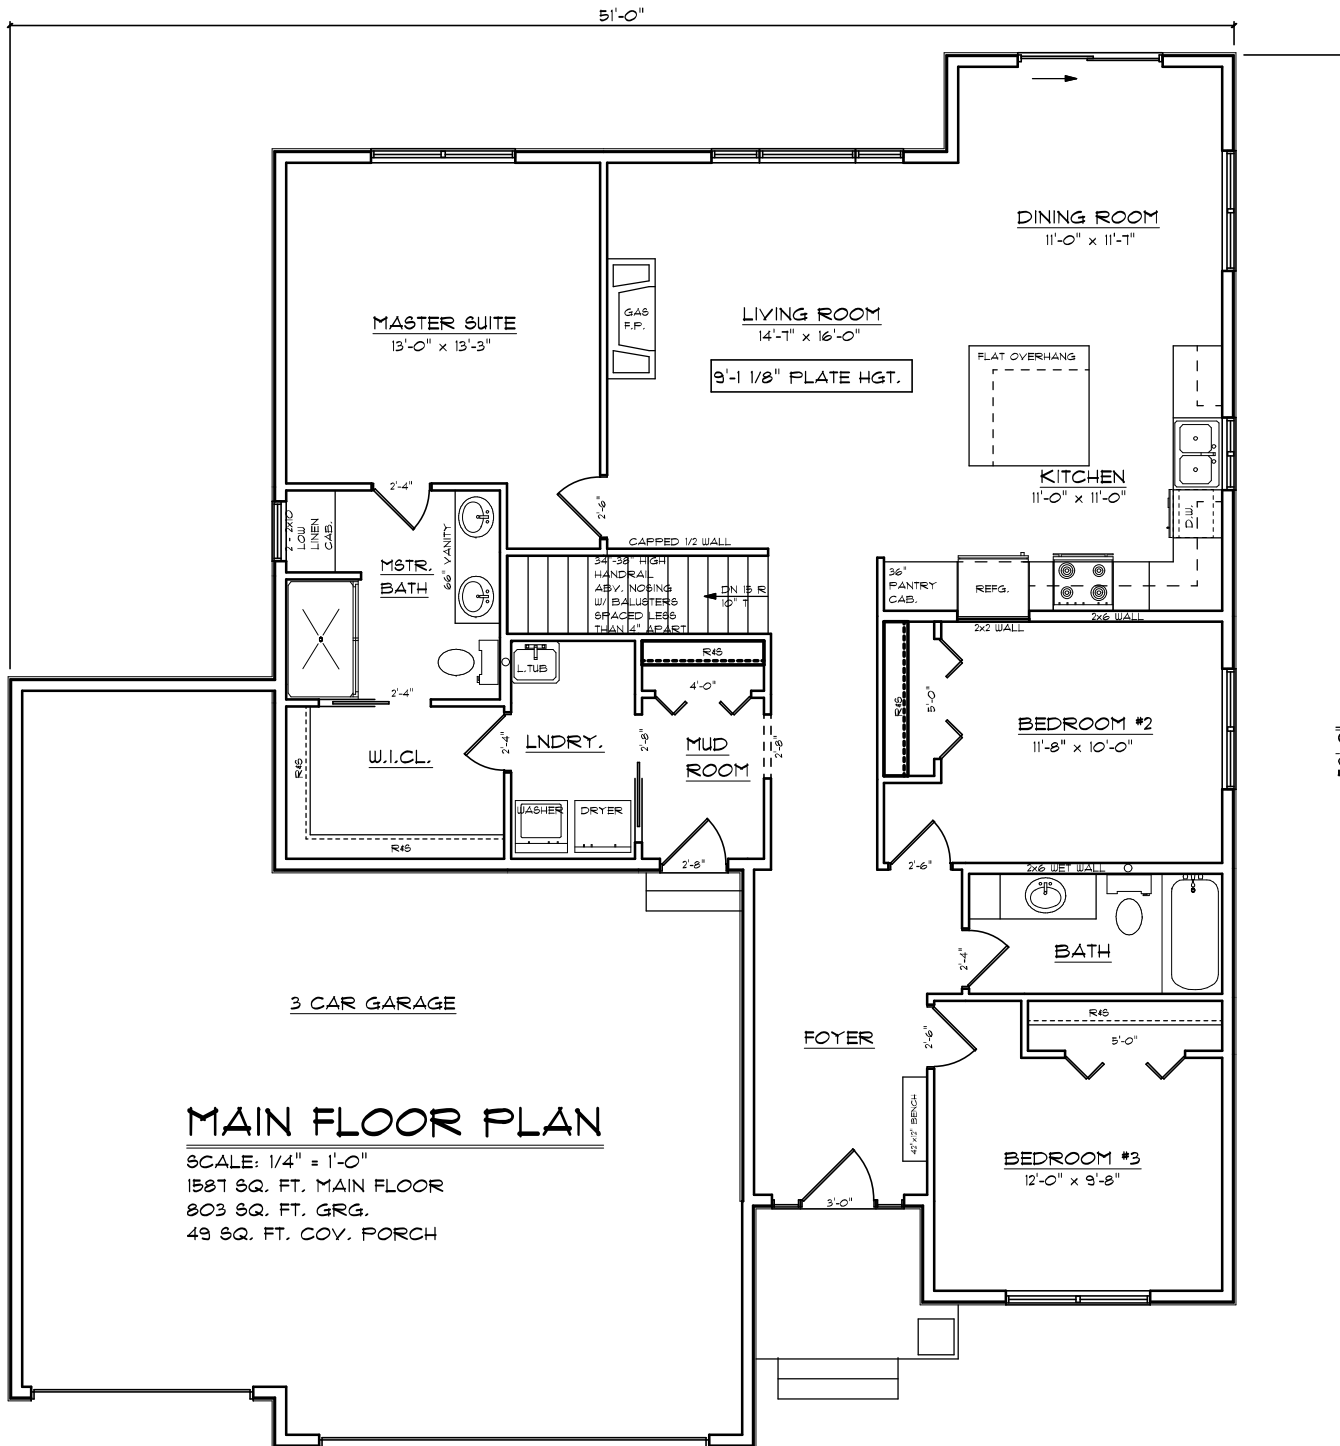 51'-0"
DINING ROOM
11'-0" x 11'-7"
MASTER SUITE
13'-0" x 13'-3"
GAS
F.P.
LIVING ROOM
14'-7" x 16'-0"
9'-1 1/8" PLATE HGT.
FLAT OVERHANG
KITCHEN
11'-0" x 11'-0"
D.W.
2'-4"
2'-6"
2 - 2x10
LOW
LINEN
CAB.
66" VANITY
MSTR.
BATH
CAPPED 1/2 WALL
34"-38" HIGH
HANDRAIL
ABV. NOSING
W/ BALUSTERS
SPACED LESS
THAN 4" APART
DN 15 R
10" T
36"
PANTRY
CAB.
REFG.
2x2 WALL
2x6 WALL
L.TUB
R&S
4'-0"
2'-4"
R&S
5'-0"
BEDROOM #2
11'-8" x 10'-0"
W.I.CL.
R&S
R&S
2'-4"
LNDRY.
2'-8"
MUD
ROOM
2'-8"
WASHER
DRYER
2'-8"
2'-6"
2x6 WET WALL
BATH
2'-4"
3 CAR GARAGE
FOYER
2'-6"
R&S
5'-0"
42"x12" BENCH
MAIN FLOOR PLAN
SCALE: 1/4" = 1'-0"
1587 SQ. FT. MAIN FLOOR
803 SQ. FT. GRG.
49 SQ. FT. COV. PORCH
BEDROOM #3
12'-0" x 9'-8"
3'-0"